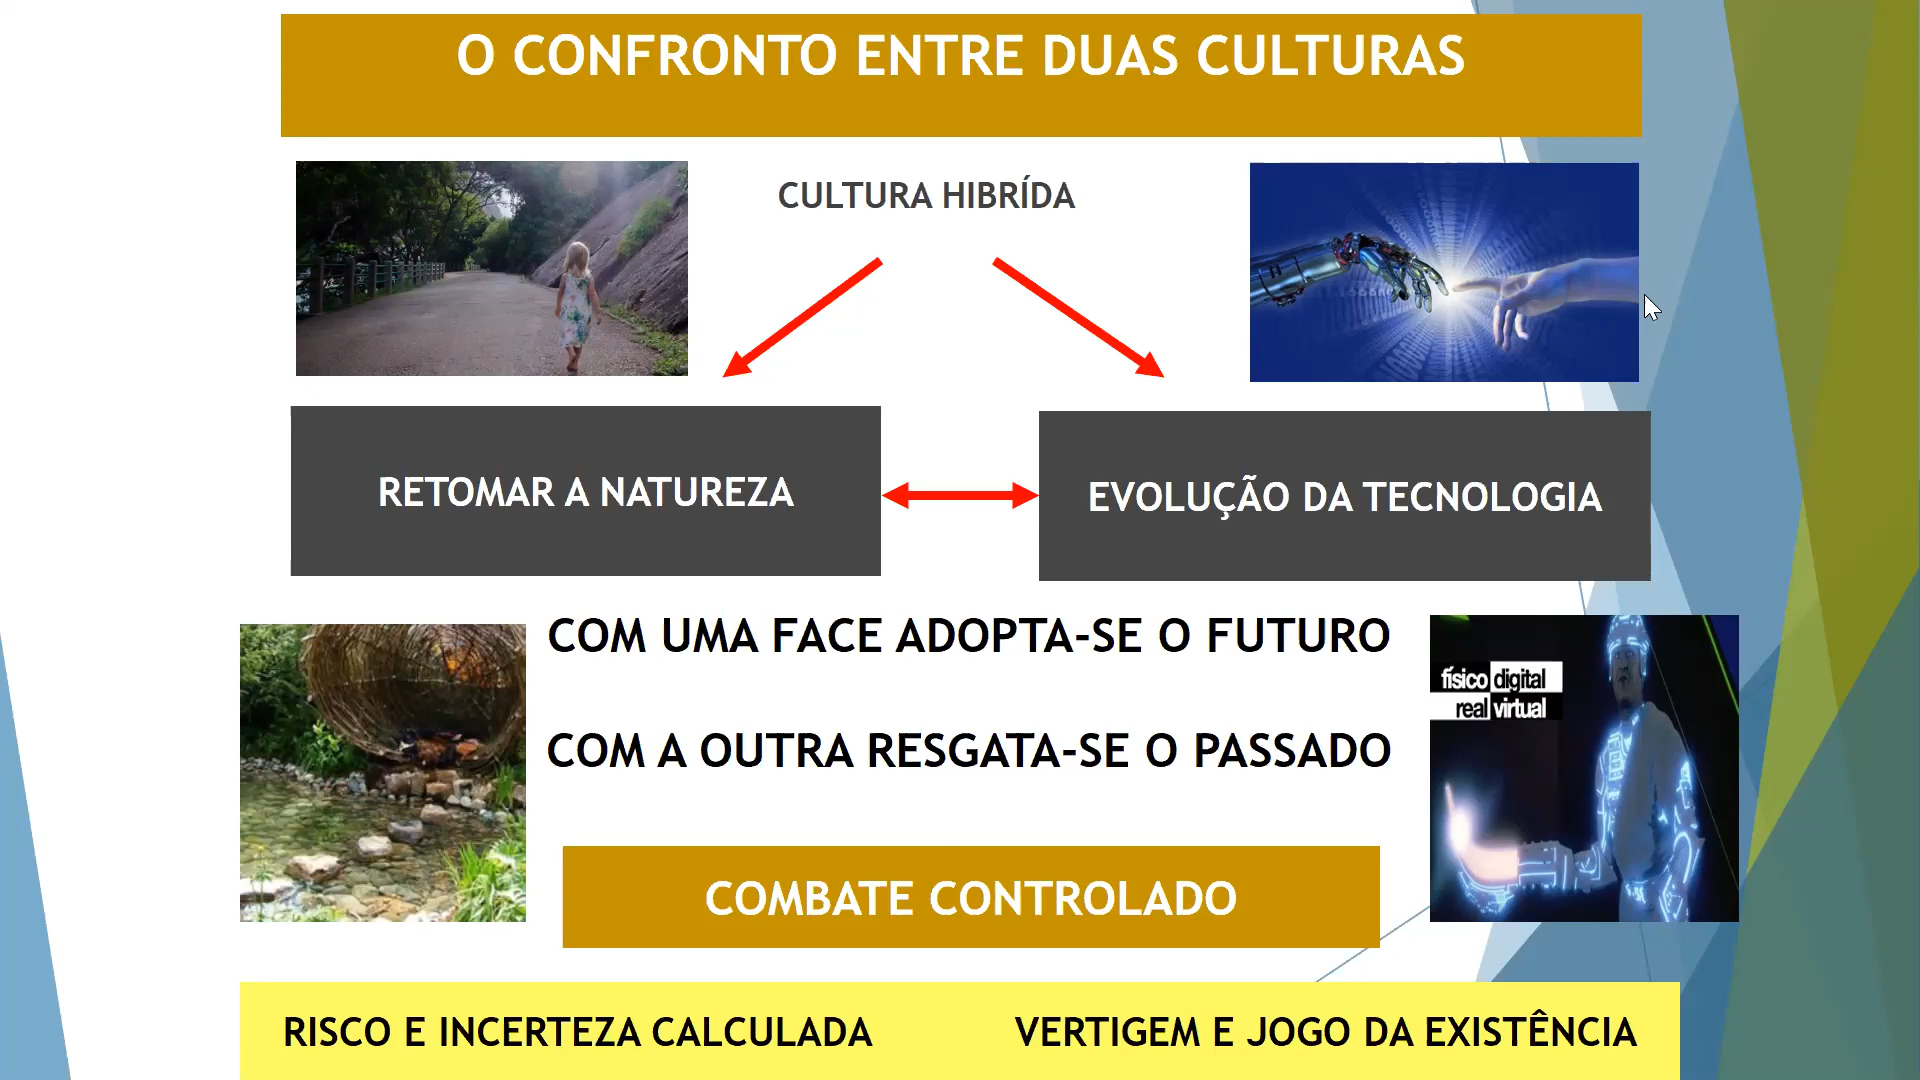 O CONFRONTO ENTRE DUAS CULTURAS
CULTURA HIBRÍDA
RETOMAR A NATUREZA
EVOLUÇÃO DA TECNOLOGIA
COM UMA FACE ADOPTA-SE O FUTURO
COM A OUTRA RESGATA-SE O PASSADO
físico digital
real virtual
COMBATE CONTROLADO
RISCO E INCERTEZA CALCULADA
VERTIGEM E JOGO DA EXISTÊNCIA